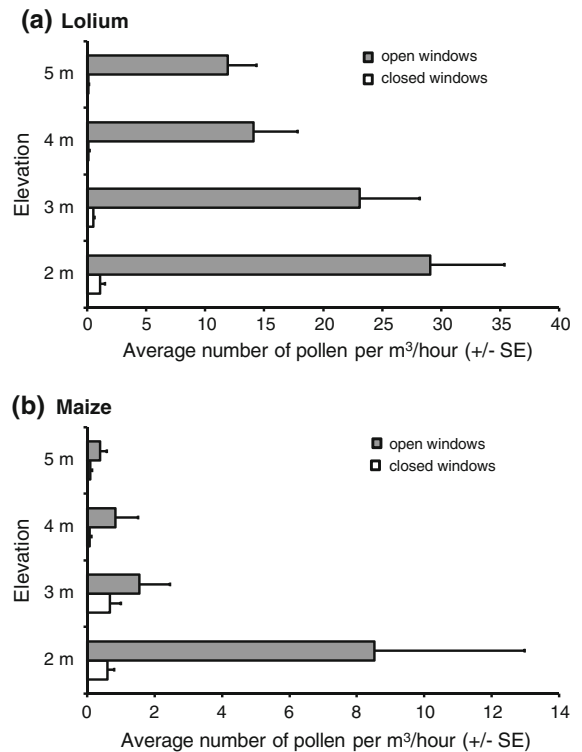 (a) Lolium
open windows
closed windows
5 m
4 m
3 m
2 m
Elevation
0 5 10 15 20 25 30 35 40
Average number of pollen per m³/hour (+/- SE)
(b) Maize
open windows
closed windows
5 m
4 m
3 m
2 m
Elevation
0 2 4 6 8 10 12 14
Average number of pollen per m³/hour (+/- SE)